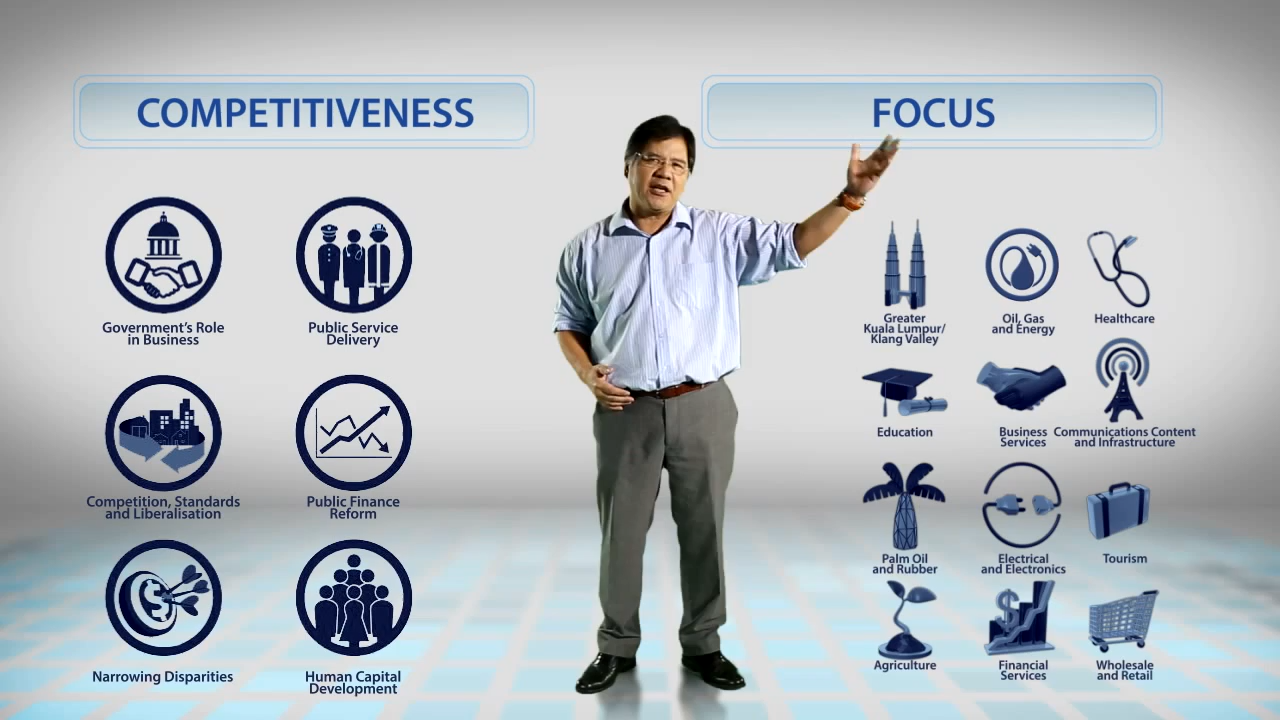 COMPETITIVENESS
Government's Role
in Business
Public Service
Delivery
Competition, Standards
and Liberalisation
Public Finance
Reform
Narrowing Disparities
Human Capital
Development
FOCUS
Greater
Kuala Lumpur/
Klang Valley
Oil, Gas
and Energy
Healthcare
Education
Business
Services
Communications Content
and Infrastructure
Palm Oil
and Rubber
Electrical
and Electronics
Tourism
Agriculture
Financial
Services
Wholesale
and Retail